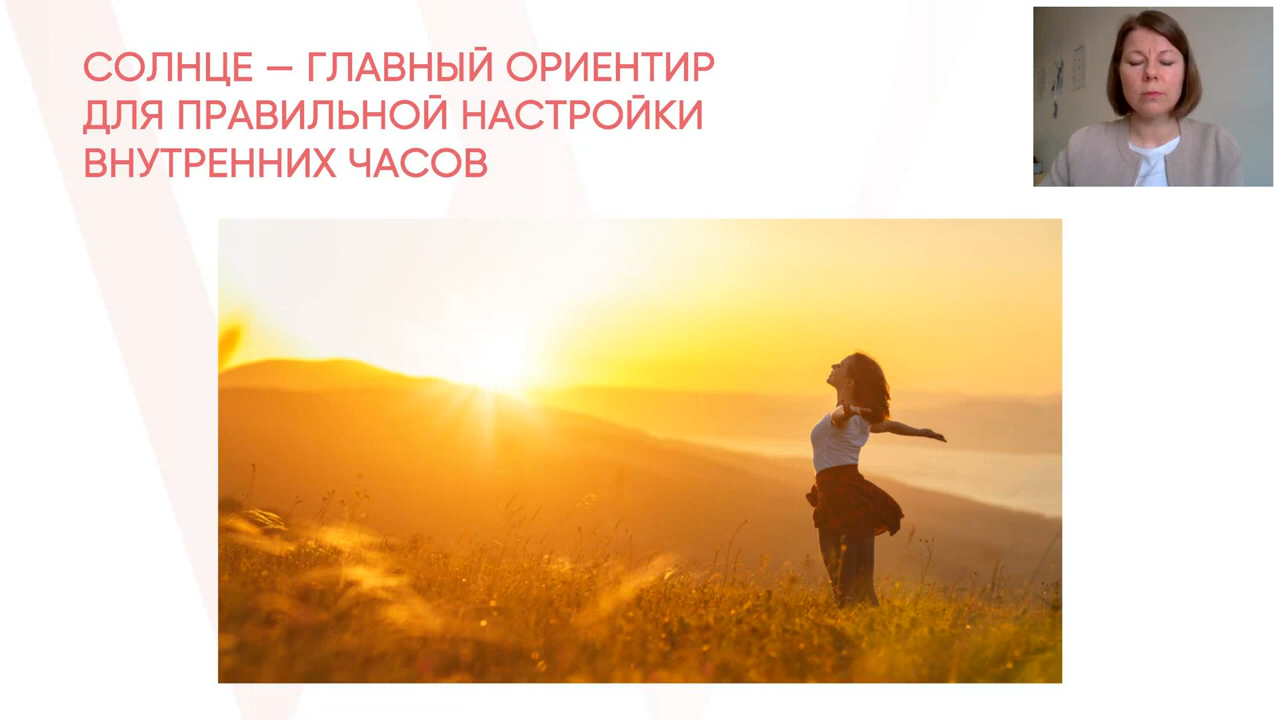 СОЛНЦЕ — ГЛАВНЫЙ ОРИЕНТИР
ДЛЯ ПРАВИЛЬНОЙ НАСТРОЙКИ
ВНУТРЕННИХ ЧАСОВ